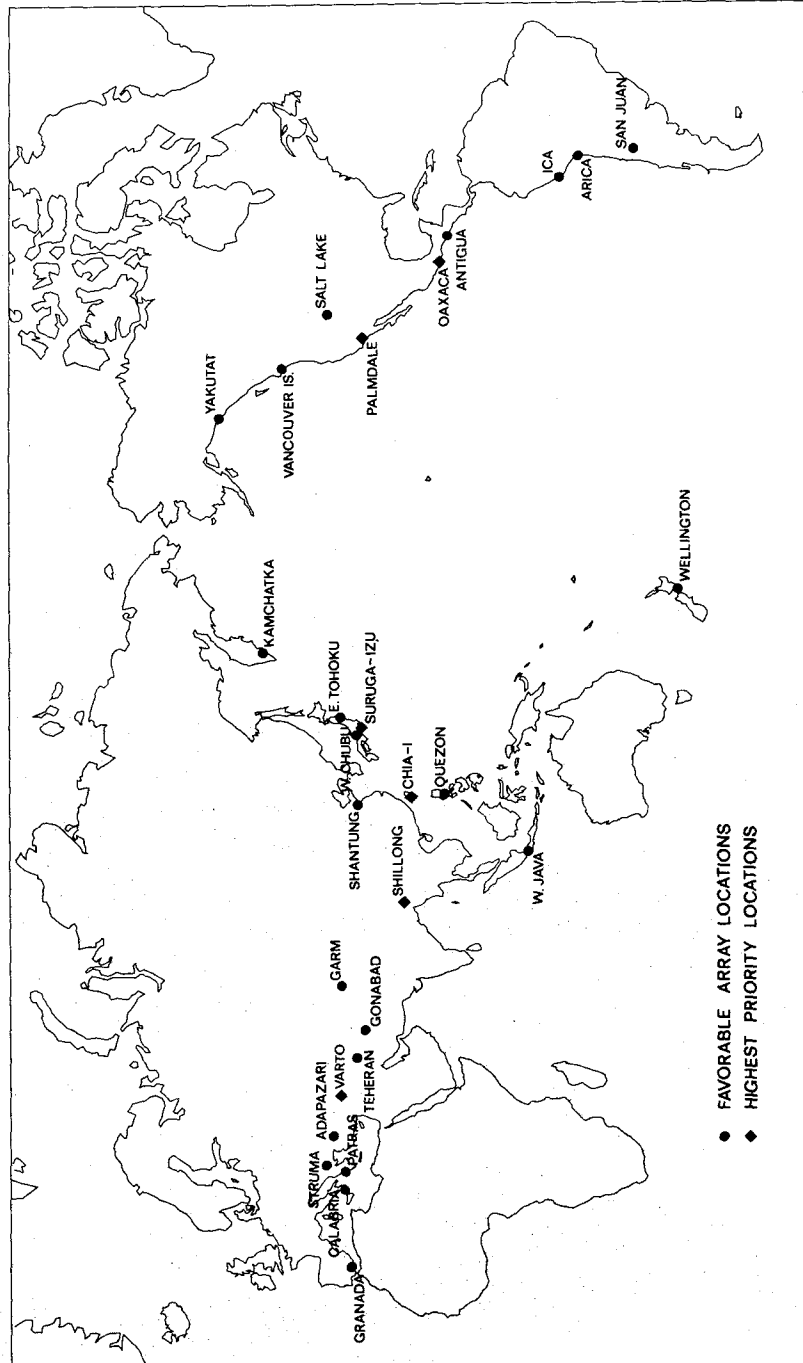 YAKUTAT
SALT LAKE
VANCOUVER IS.
PALMDALE
OAXACA
ANTIGUA
ICA
ARICA
SAN JUAN
KAMCHATKA
E. TOHOKU
SURUGA-IZU
W. CHUBU
SHANTUNG
CHIA-I
QUEZON
SHILLONG
W. JAVA
WELLINGTON
GARM
GONABAD
ADAPAZARI
VARTO
TEHERAN
STRUMA
PATRAS
CALABRIA
GRANADA
● FAVORABLE ARRAY LOCATIONS
◆ HIGHEST PRIORITY LOCATIONS